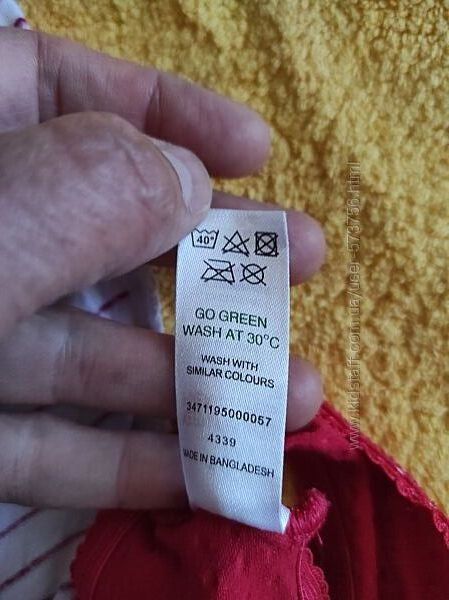 40°
GO GREEN
WASH AT 30°C
WASH WITH
SIMILAR COLOURS
3471195000057
4339
MADE IN BANGLADESH
www.kidstaff.com.ua/user-573756.html